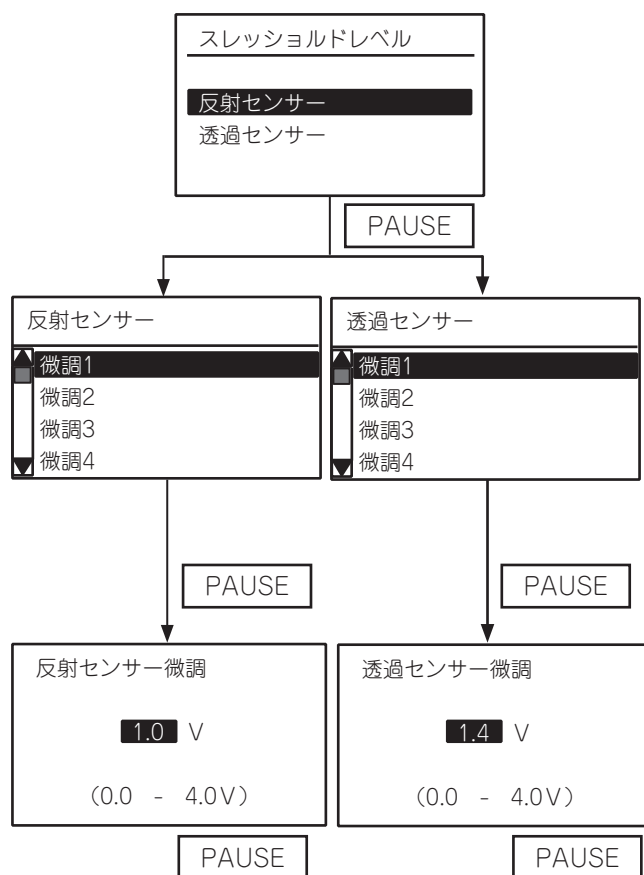 スレッショルドレベル
反射センサー
透過センサー
PAUSE
反射センサー
微調1
微調2
微調3
微調4
透過センサー
微調1
微調2
微調3
微調4
PAUSE
PAUSE
反射センサー微調
1.0 V
（0.0 - 4.0V）
透過センサー微調
1.4 V
（0.0 - 4.0V）
PAUSE
PAUSE